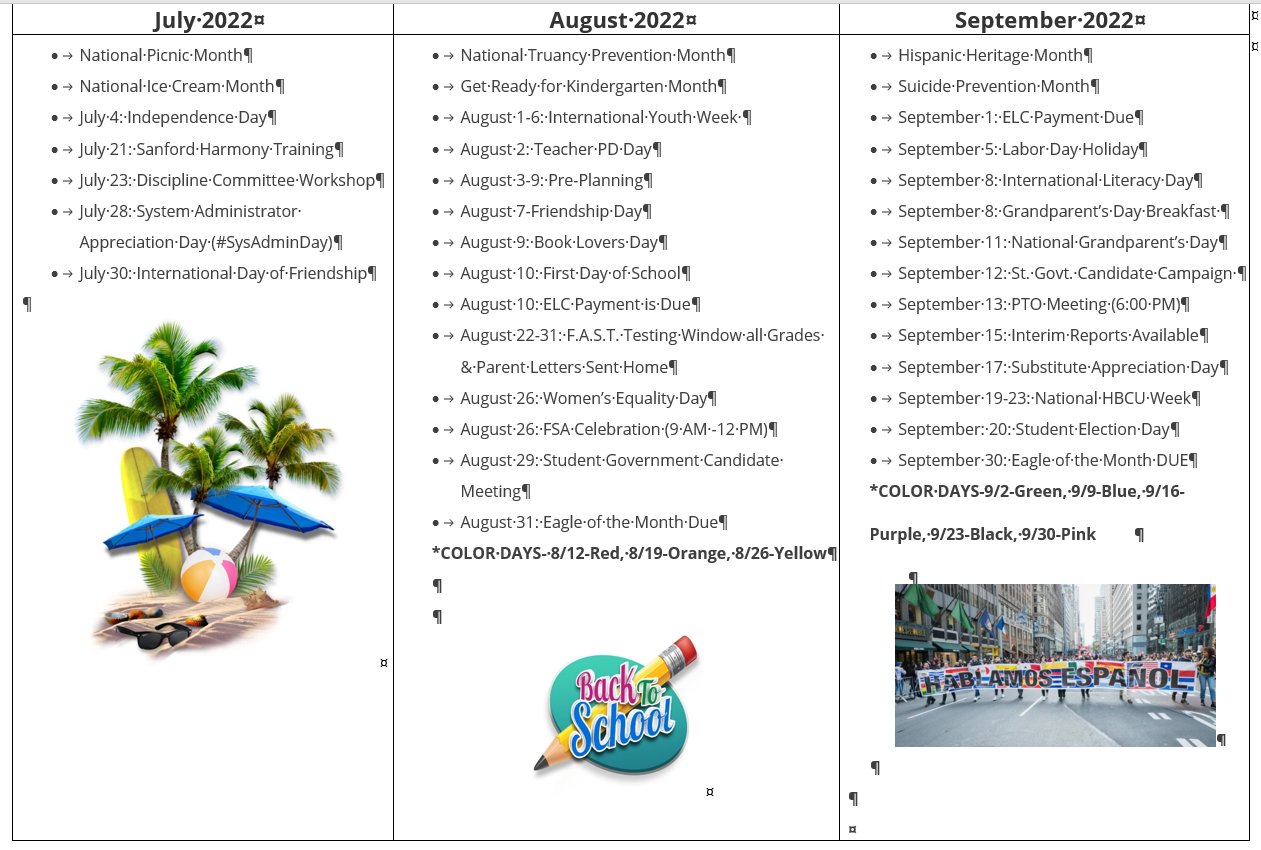 July 2022
National Picnic Month
National Ice Cream Month
July 4: Independence Day
July 21: Sanford Harmony Training
July 23: Discipline Committee Workshop
July 28: System Administrator
Appreciation Day (#SysAdminDay)
July 30: International Day of Friendship
August 2022
National Truancy Prevention Month
Get Ready for Kindergarten Month
August 1-6: International Youth Week
August 2: Teacher PD Day
August 3-9: Pre-Planning
August 7-Friendship Day
August 9: Book Lovers Day
August 10: First Day of School
August 10: ELC Payment is Due
August 22-31: F.A.S.T. Testing Window all Grades
& Parent Letters Sent Home
August 26: Women’s Equality Day
August 26: FSA Celebration (9 AM -12 PM)
August 29: Student Government Candidate
Meeting
August 31: Eagle of the Month Due
*COLOR DAYS- 8/12-Red, 8/19-Orange, 8/26-Yellow
Back To
School
September 2022
Hispanic Heritage Month
Suicide Prevention Month
September 1: ELC Payment Due
September 5: Labor Day Holiday
September 8: International Literacy Day
September 8: Grandparent’s Day Breakfast
September 11: National Grandparent’s Day
September 12: St. Govt. Candidate Campaign
September 13: PTO Meeting (6:00 PM)
September 15: Interim Reports Available
September 17: Substitute Appreciation Day
September 19-23: National HBCU Week
September: 20: Student Election Day
September 30: Eagle of the Month DUE
*COLOR DAYS-9/2-Green, 9/9-Blue, 9/16-
Purple, 9/23-Black, 9/30-Pink
HABLAMOS ESPAÑOL